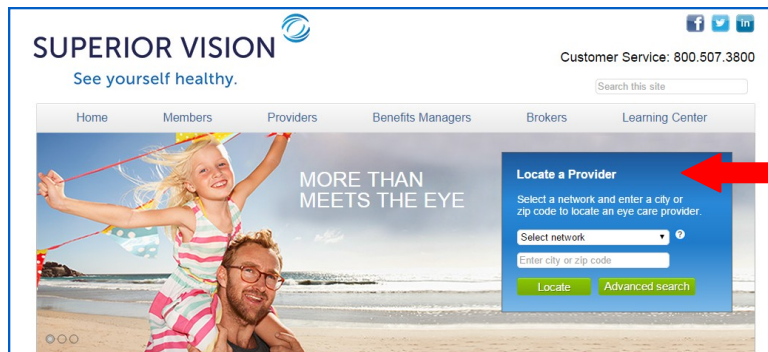 SUPERIOR VISION
See yourself healthy.
f
in
Customer Service: 800.507.3800
Search this site
Home Members Providers Benefits Managers Brokers Learning Center
MORE THAN
MEETS THE EYE
Locate a Provider
Select a network and enter a city or
zip code to locate an eye care provider.
Select network
?
Enter city or zip code
Locate Advanced search